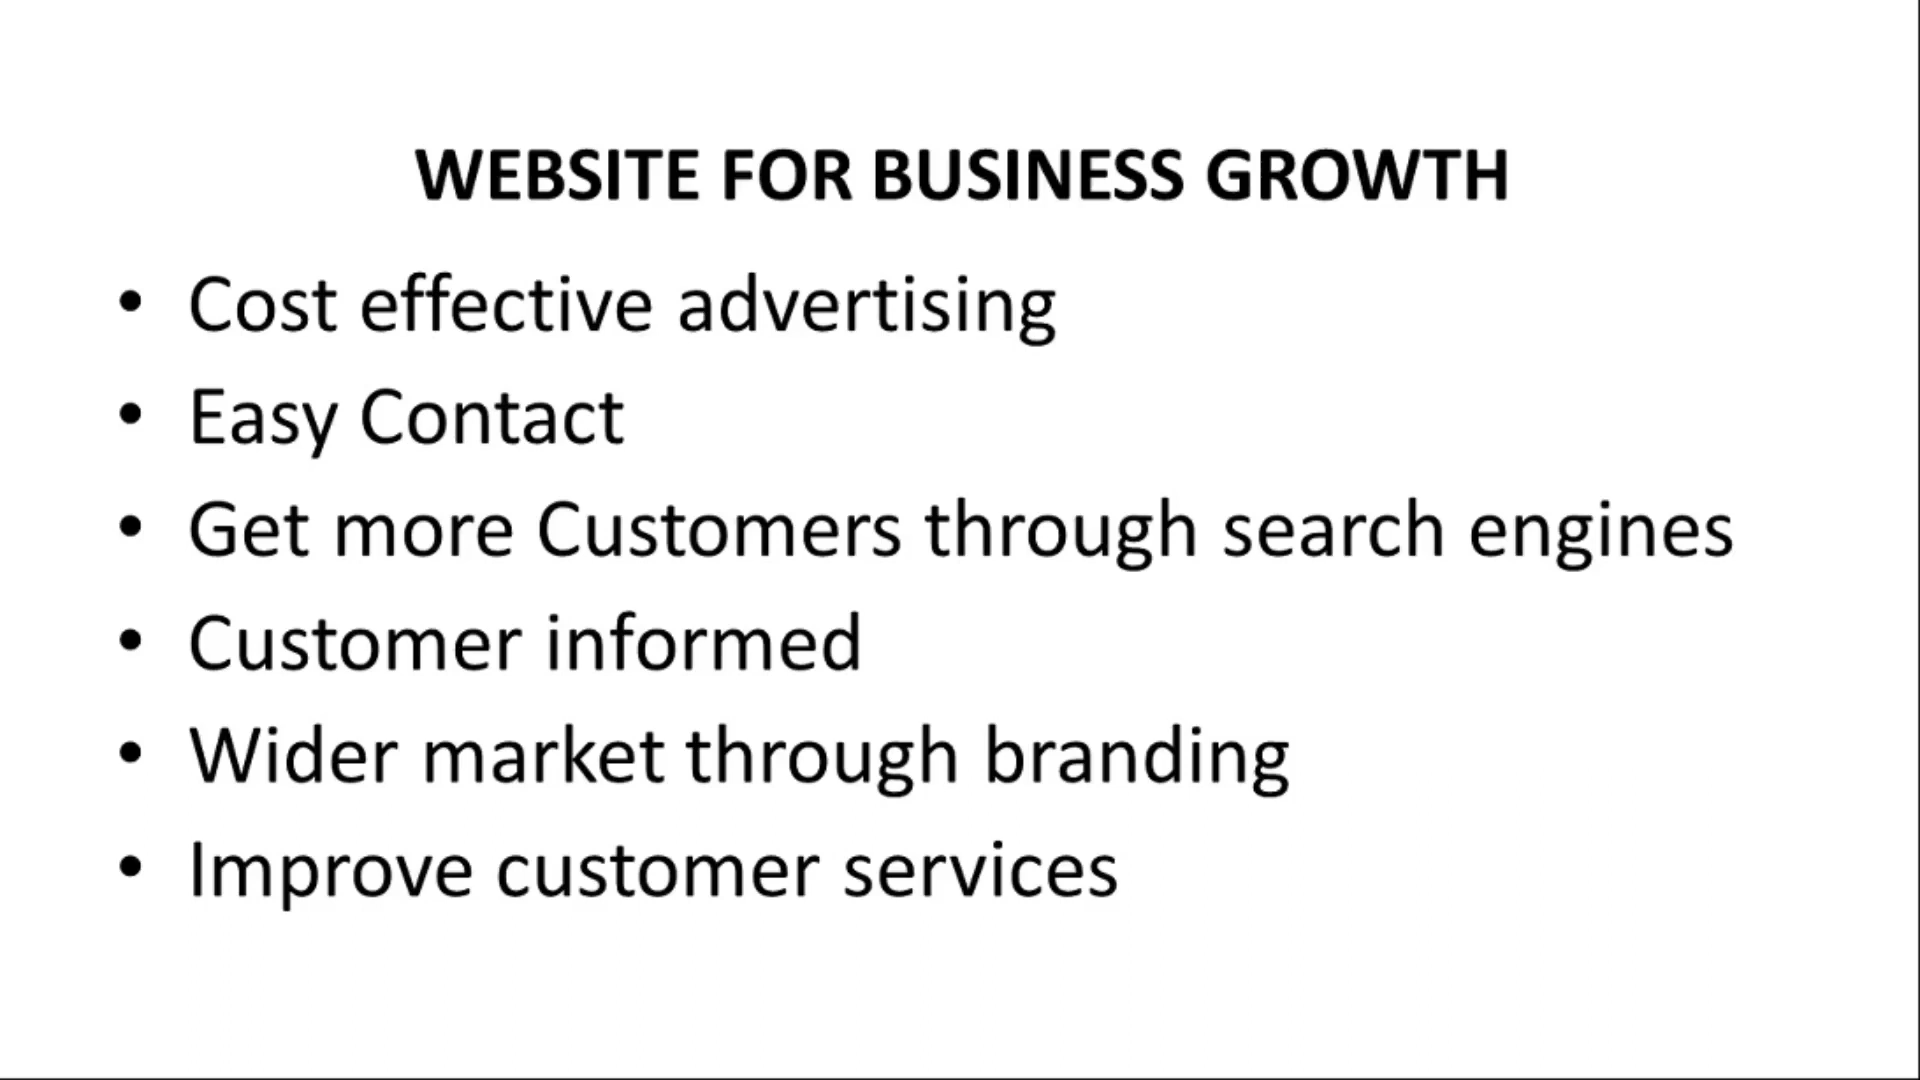 WEBSITE FOR BUSINESS GROWTH
• Cost effective advertising
• Easy Contact
• Get more Customers through search engines
• Customer informed
• Wider market through branding
• Improve customer services